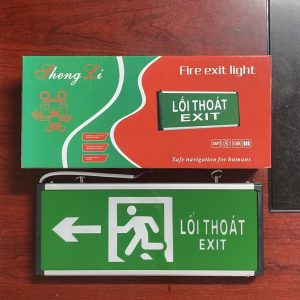 Sheng Li
Fire exit light
LỐI THOÁT
EXIT
Safe navigation for humans
LỐI THOÁT
EXIT